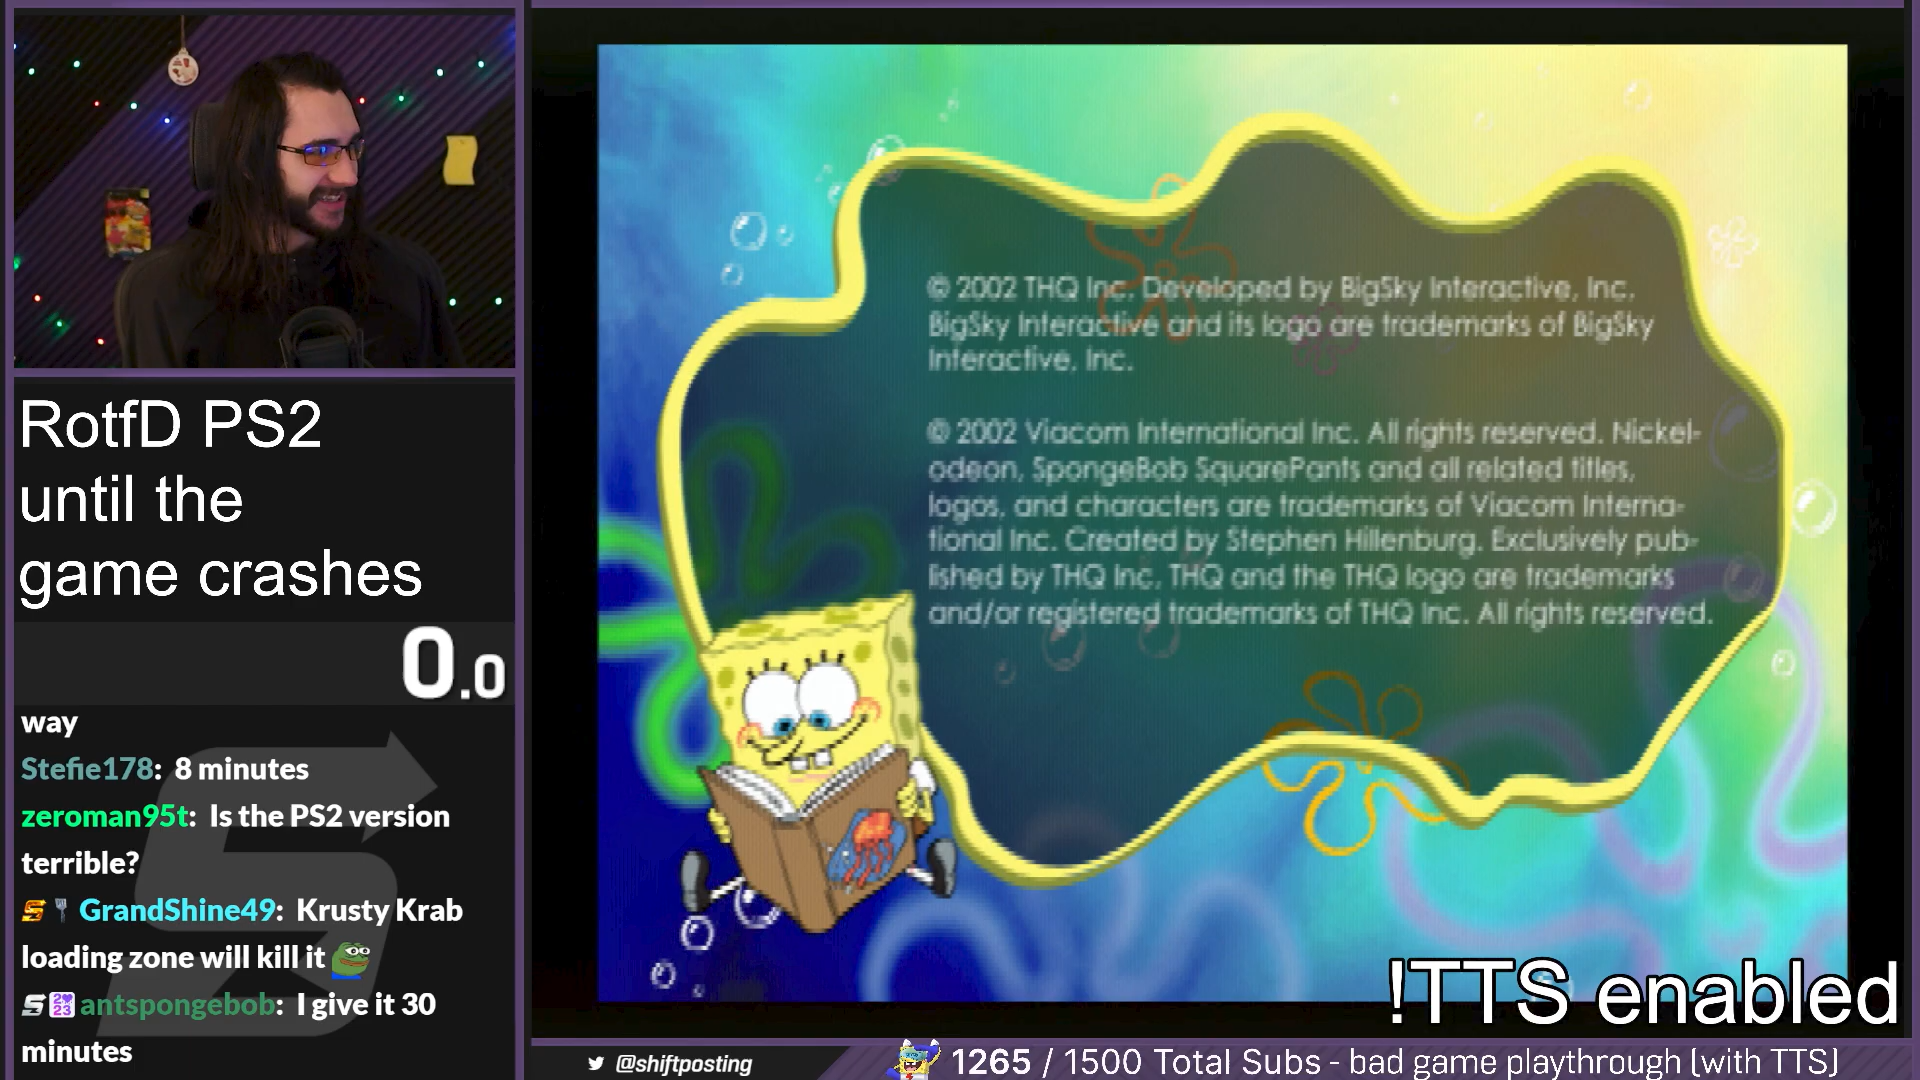 RotfD PS2
until the
game crashes
0.0
way
Stefie178: 8 minutes
zeroman95t: Is the PS2 version
terrible?
GrandShine49: Krusty Krab
loading zone will kill it
antspongebob: I give it 30
minutes
© 2002 THQ Inc. Developed by BigSky Interactive, Inc.
BigSky Interactive and its logo are trademarks of BigSky
Interactive, Inc.
© 2002 Viacom International Inc. All rights reserved. Nickel-
odeon, SpongeBob SquarePants and all related titles,
logos, and characters are trademarks of Viacom Interna-
tional Inc. Created by Stephen Hillenburg. Exclusively pub-
lished by THQ Inc. THQ and the THQ logo are trademarks
and/or registered trademarks of THQ Inc. All rights reserved.
!TTS enabled
@shiftposting
1265 / 1500 Total Subs - bad game playthrough (with TTS)